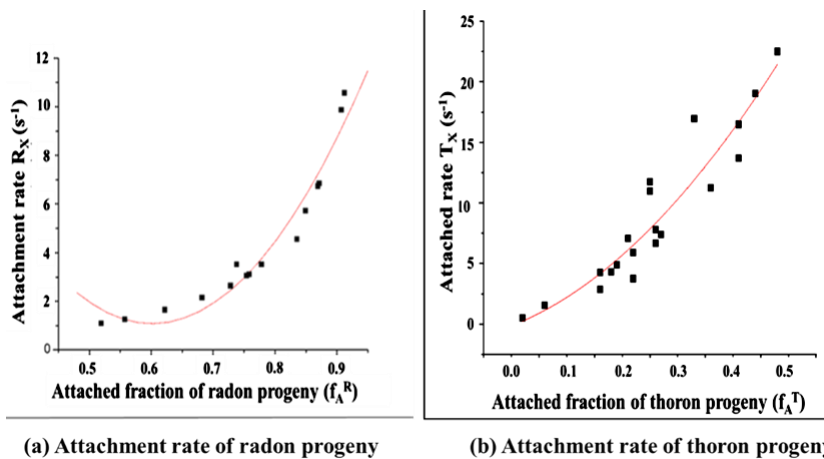 12
10
8
6
4
2
0
Attachment rate R_X (s⁻¹)
0.5 0.6 0.7 0.8 0.9
Attached fraction of radon progeny (f_A^R)
(a) Attachment rate of radon progeny
25
20
15
10
5
0
Attached rate T_X (s⁻¹)
0.0 0.1 0.2 0.3 0.4 0.5
Attached fraction of thoron progeny (f_A^T)
(b) Attachment rate of thoron progeny